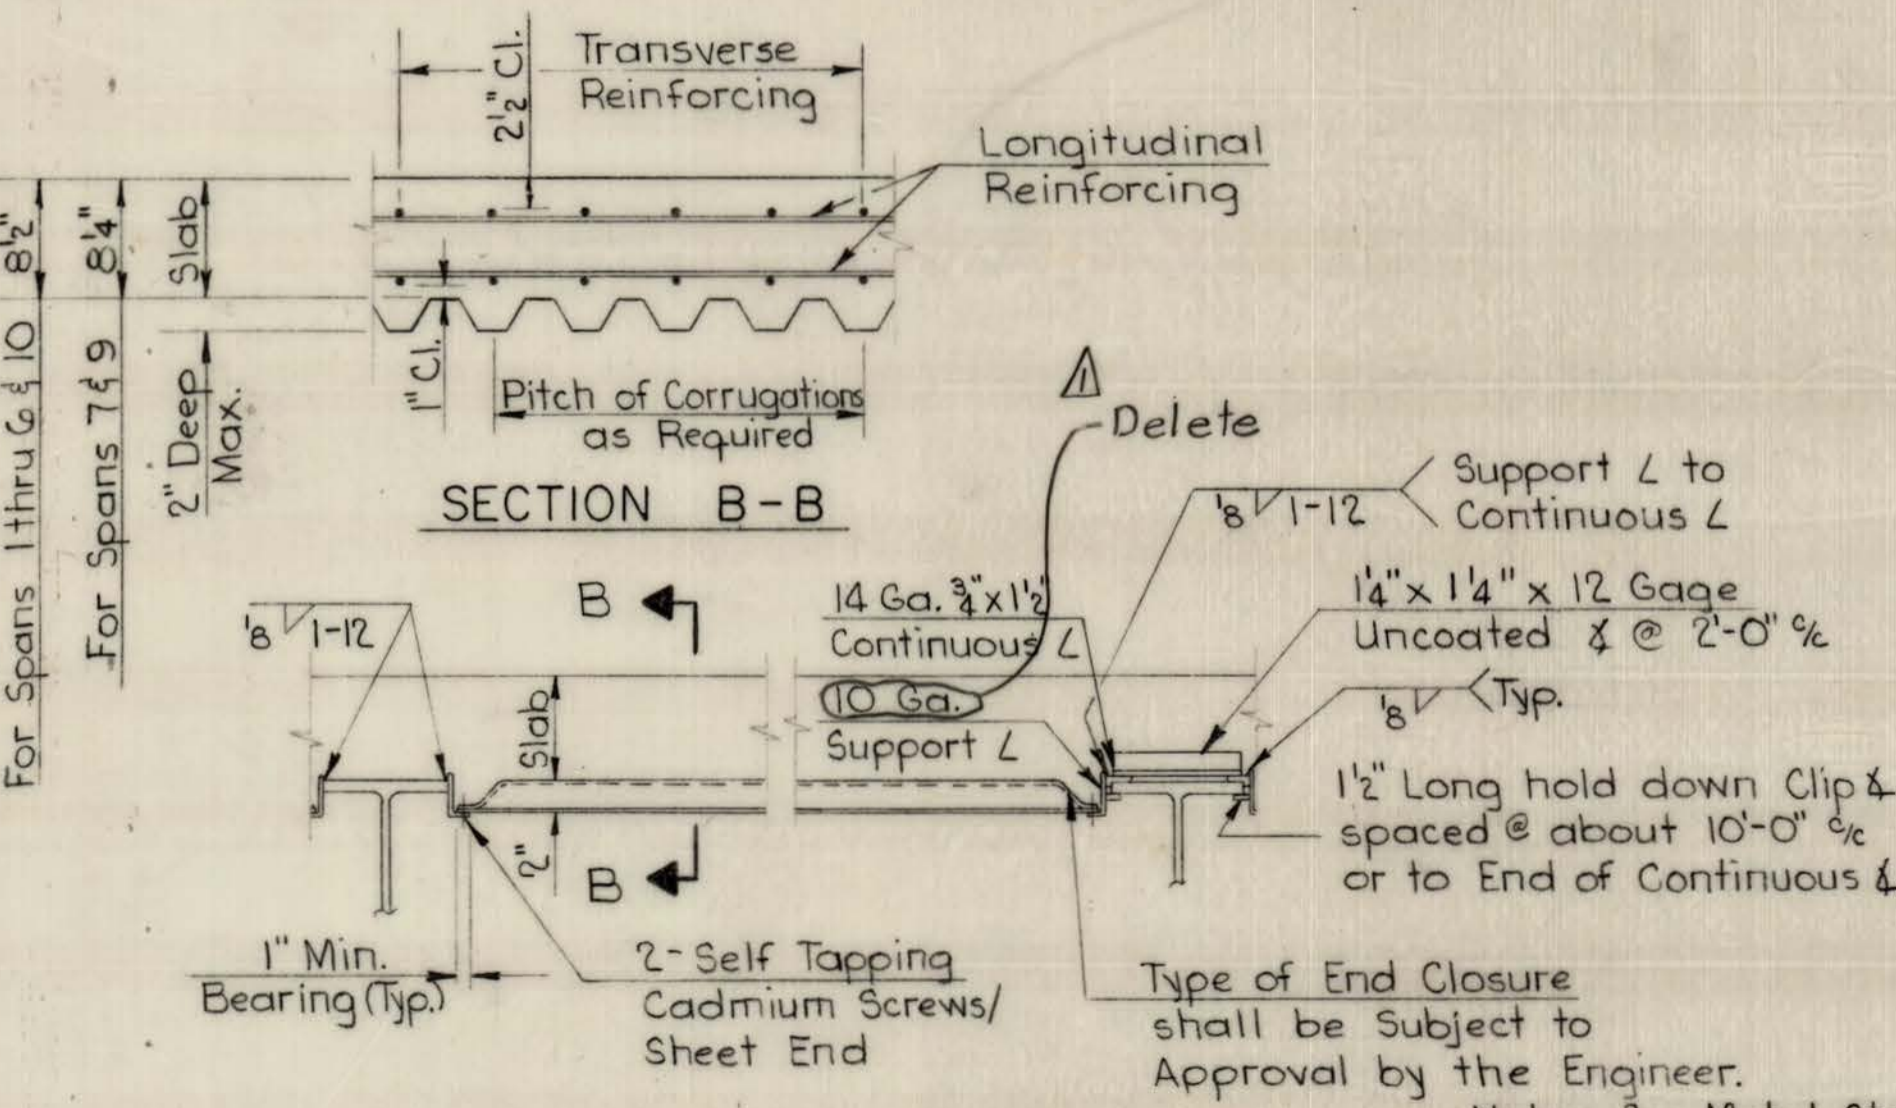 Transverse
Reinforcing
2½" Cl.
Longitudinal
Reinforcing
8½"
For Spans 1 thru 6 & 10
8¼"
For Spans 7 & 9
Slab
2" Deep
Max.
1" Cl.
Pitch of Corrugations
as Required
SECTION B-B
1
Delete
1/8 1-12
Support L to
Continuous L
1¼" x 1¼" x 12 Gage
Uncoated ∡ @ 2'-0" c/c
1/8 Typ.
1½" Long hold down Clip ∡
spaced @ about 10'-0" c/c
or to End of Continuous ∡
1/8 1-12
B
14 Ga. ¾" x 1½"
Continuous L
10 Ga.
Support L
Slab
2"
B
1" Min.
Bearing (Typ.)
2-Self Tapping
Cadmium Screws/
Sheet End
Type of End Closure
shall be Subject to
Approval by the Engineer.